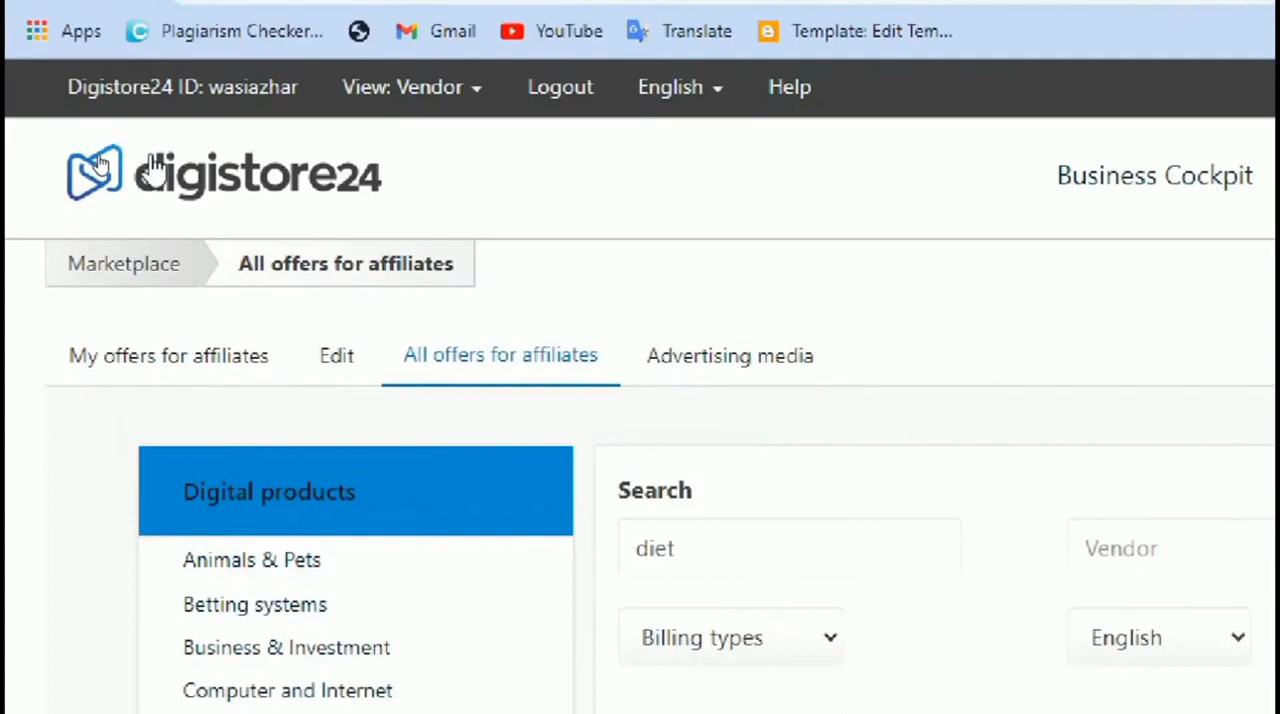 Apps Plagiarism Checker... Gmail YouTube Translate Template: Edit Tem...
Digistore24 ID: wasiazhar View: Vendor Logout English Help
digistore24 Business Cockpit
Marketplace All offers for affiliates
My offers for affiliates Edit All offers for affiliates Advertising media
Digital products
Animals & Pets
Betting systems
Business & Investment
Computer and Internet
Search
diet Vendor
Billing types English